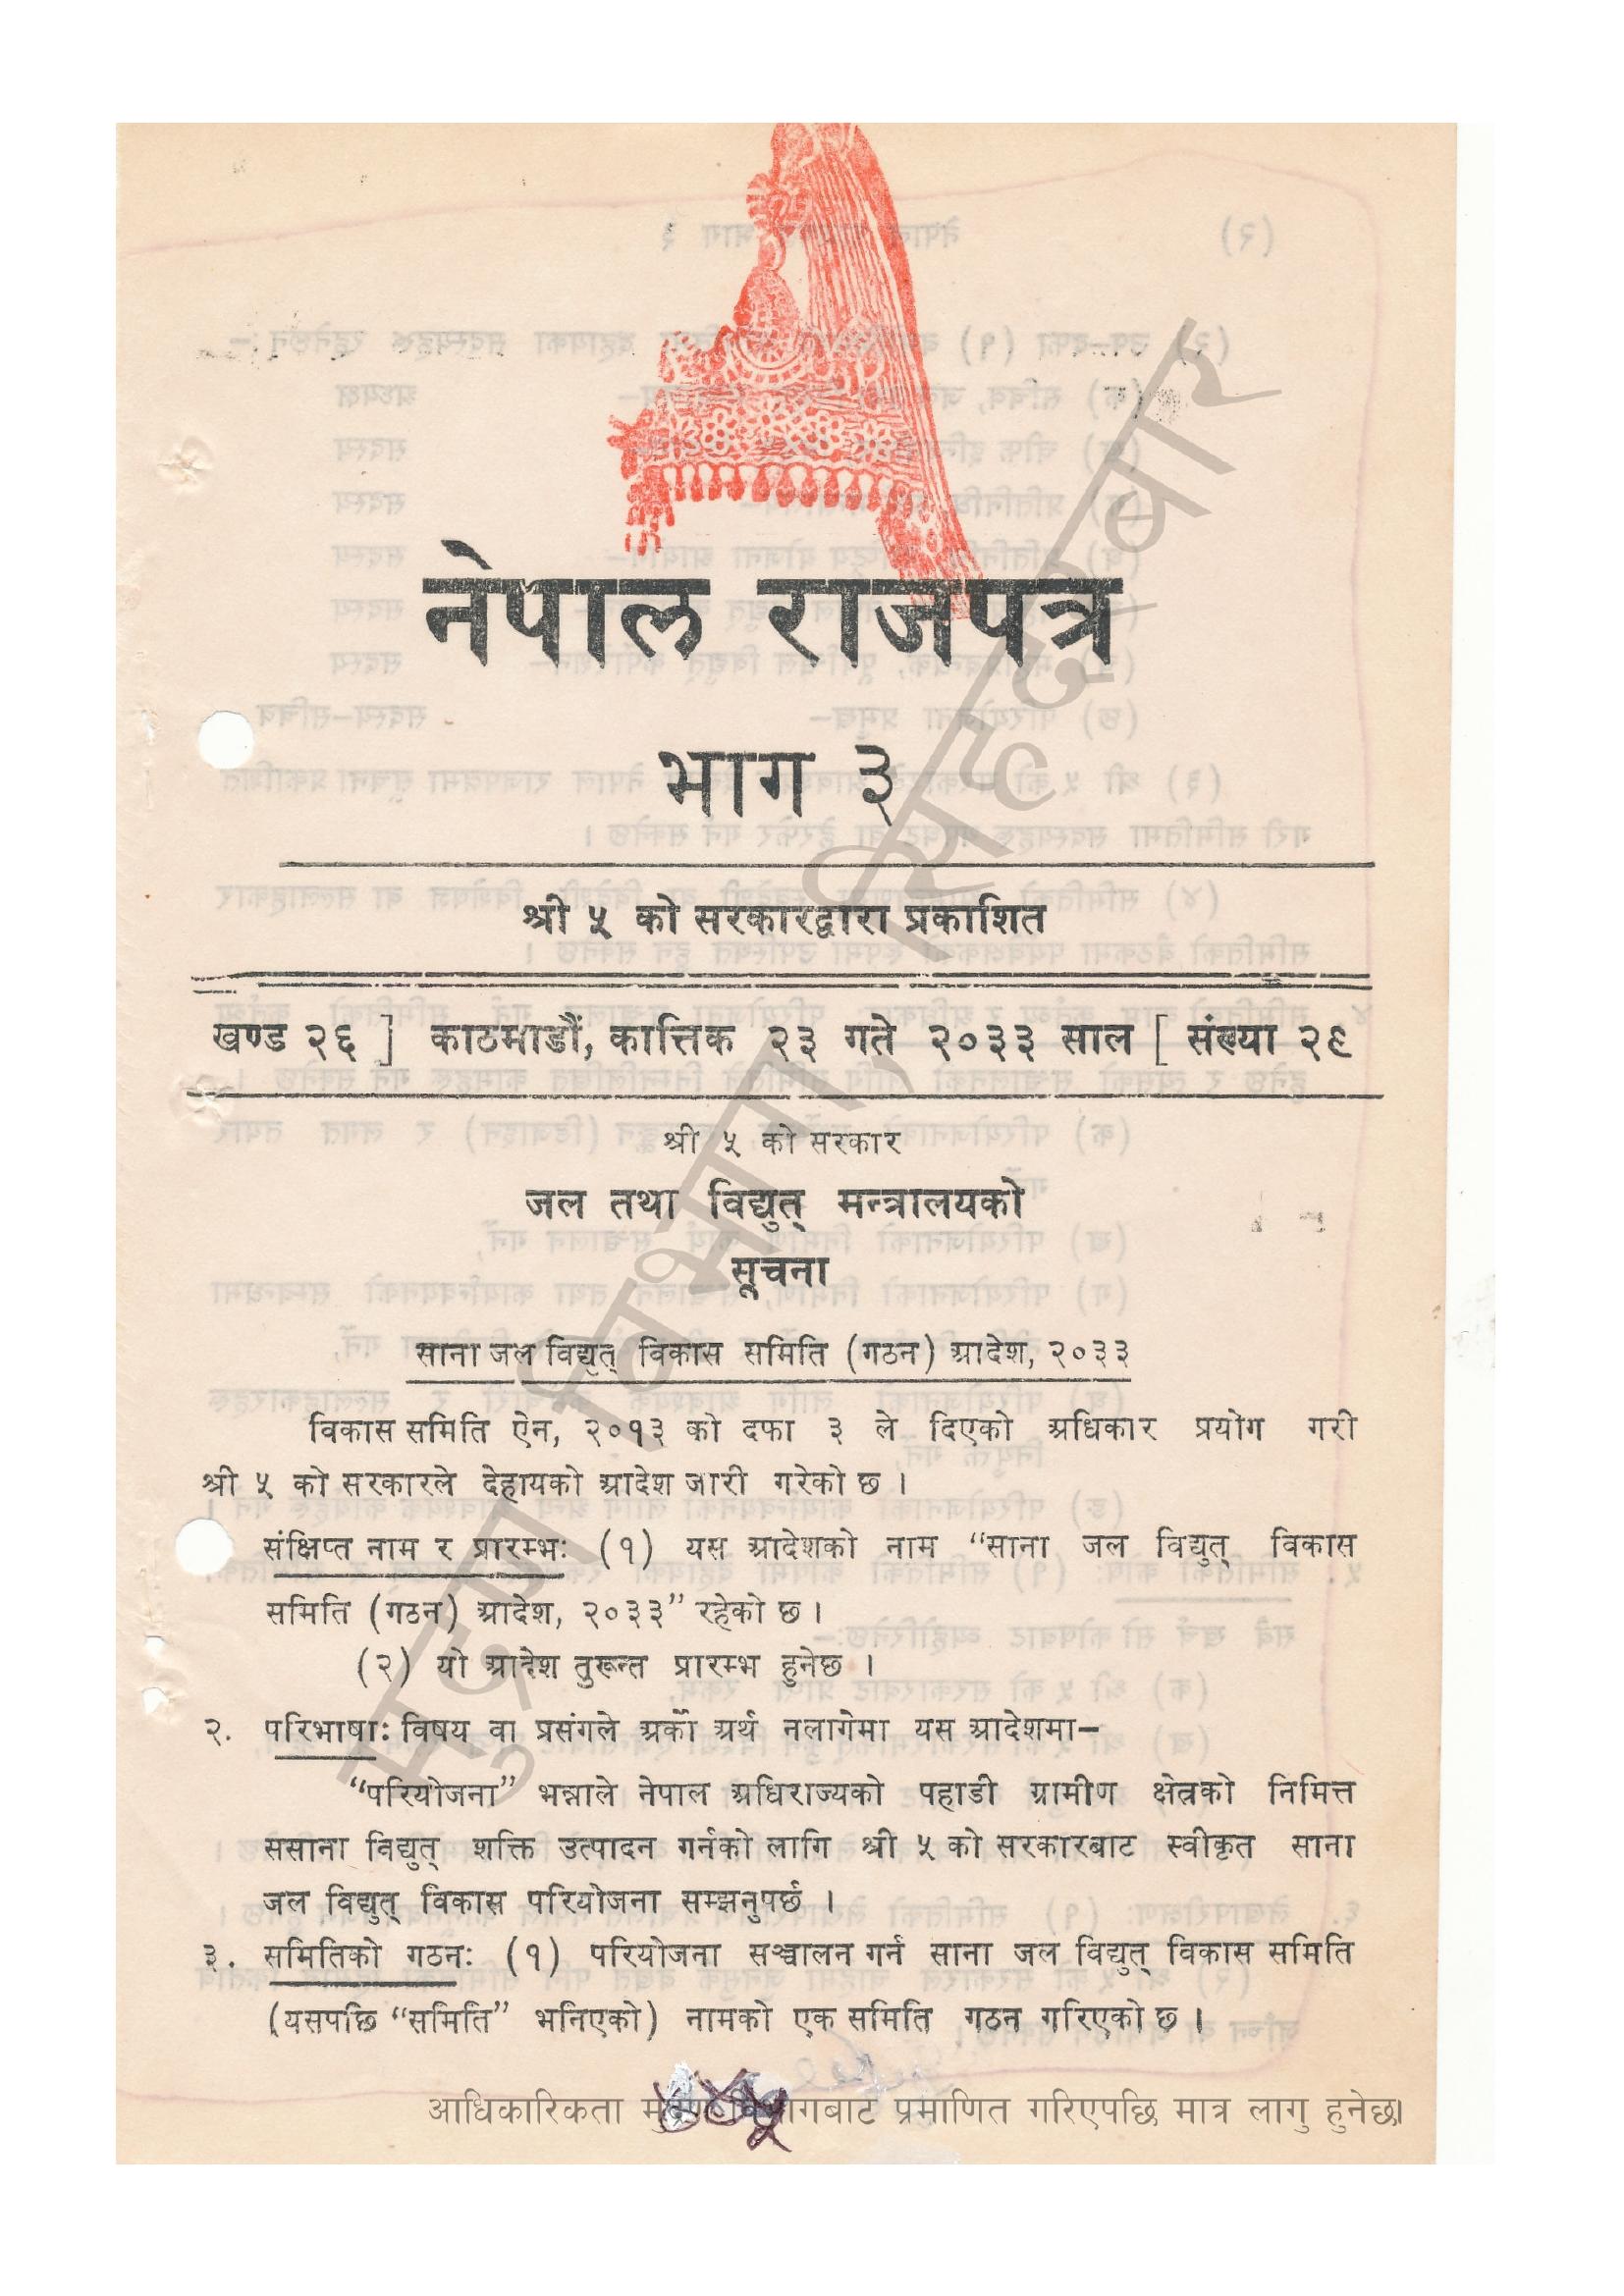 नेपाल राजपत्र
भाग ३
श्री ५ को सरकारद्वारा प्रकाशित
खण्ड २६ ] काठमाडौं, कात्तिक २३ गते २०३३ साल [ संख्या २९
श्री ५ को सरकार
जल तथा विद्युत् मन्त्रालयको
सूचना
साना जल विद्युत् विकास समिति (गठन) आदेश, २०३३
विकास समिति ऐन, २०१३ को दफा ३ ले दिएको अधिकार प्रयोग गरी
श्री ५ को सरकारले देहायको आदेश जारी गरेको छ ।
संक्षिप्त नाम र प्रारम्भः (१) यस आदेशको नाम “साना जल विद्युत् विकास
समिति (गठन) आदेश, २०३३” रहेको छ ।
(२) यो आदेश तुरून्त प्रारम्भ हुनेछ ।
२. परिभाषाः विषय वा प्रसंगले अर्को अर्थ नलागेमा यस आदेशमा–
“परियोजना” भन्नाले नेपाल अधिराज्यको पहाडी ग्रामीण क्षेत्रको निमित्त
ससाना विद्युत् शक्ति उत्पादन गर्नको लागि श्री ५ को सरकारबाट स्वीकृत साना
जल विद्युत् विकास परियोजना सम्झनुपर्छ ।
३. समितिको गठनः (१) परियोजना सञ्चालन गर्न साना जल विद्युत् विकास समिति
(यसपछि “समिति” भनिएको) नामको एक समिति गठन गरिएको छ ।
मुद्रण विभाग, सिंहदरबार
आधिकारिकता मुद्रण विभागबाट प्रमाणित गरिएपछि मात्र लागु हुनेछ।